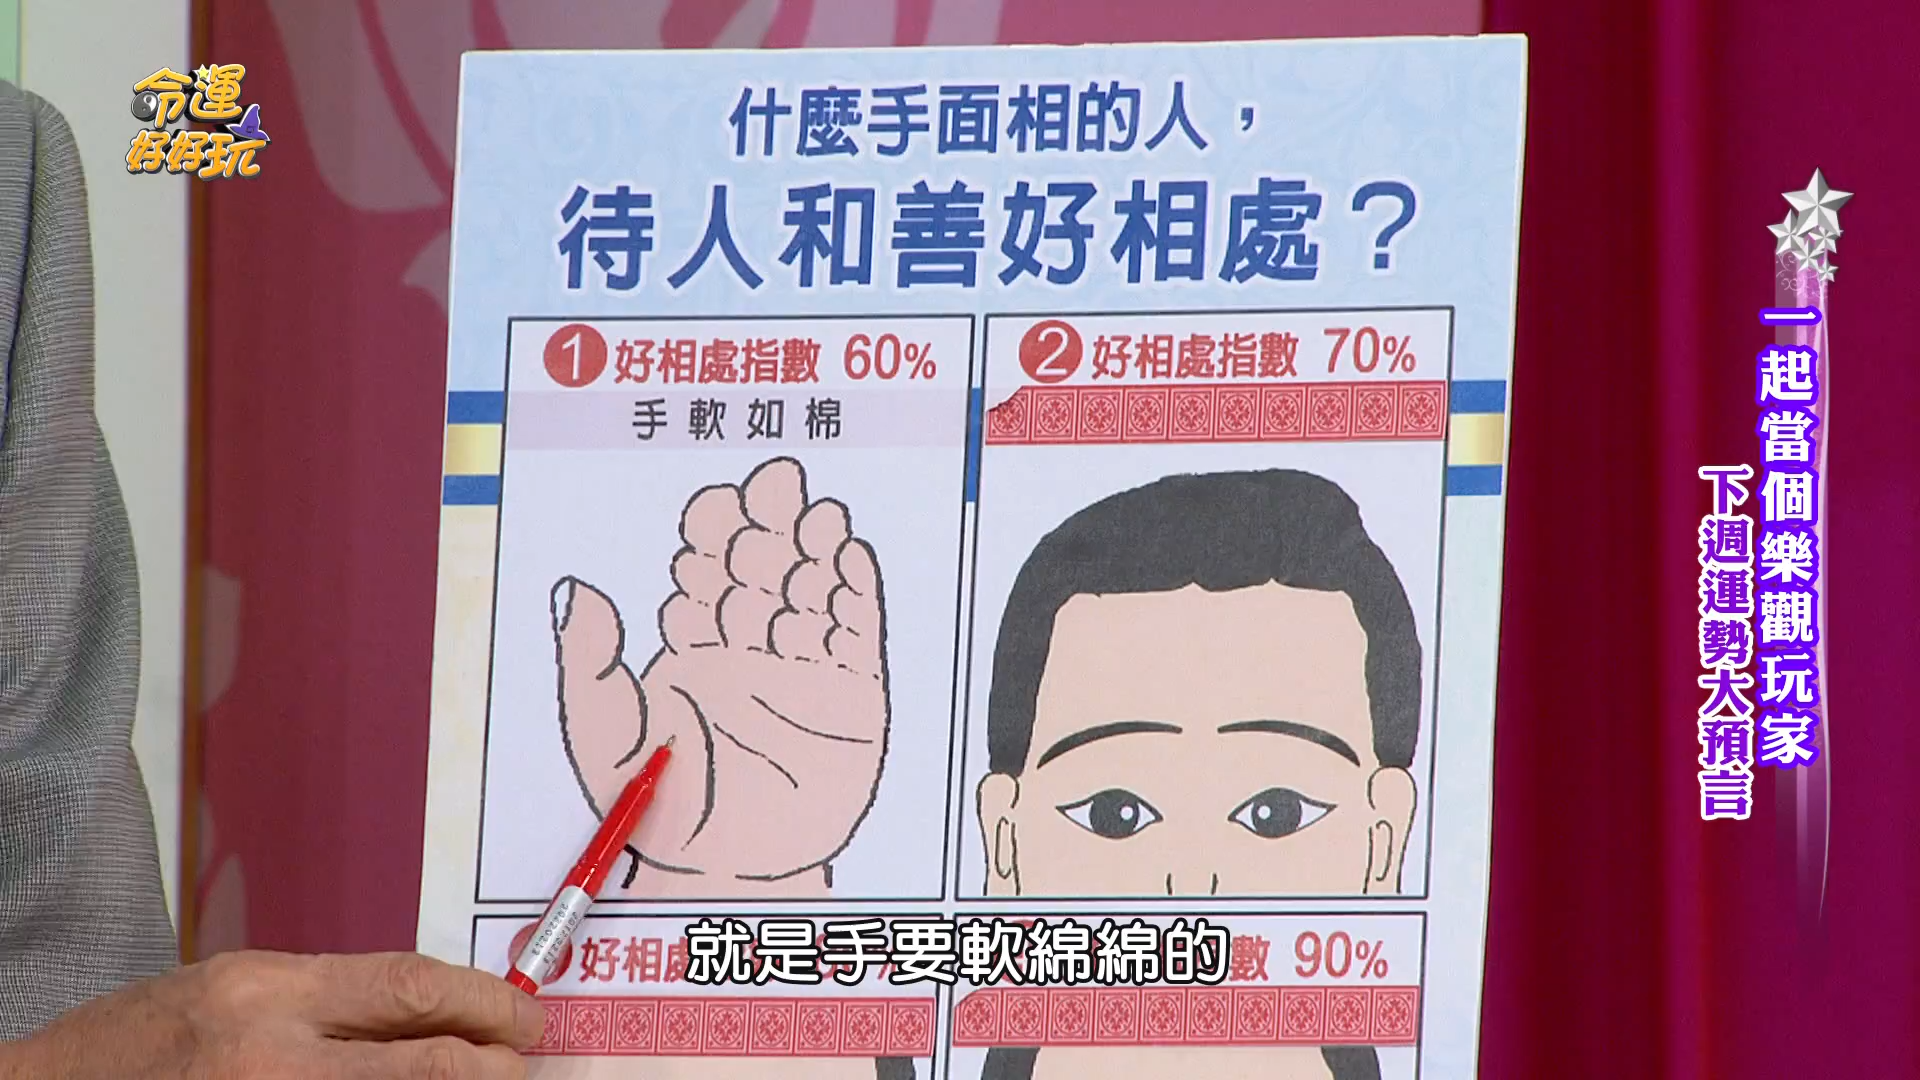 命運
好好玩
什麼手面相的人，
待人和善好相處？
1 好相處指數 60%
手軟如棉
2 好相處指數 70%
好相處
數 90%
就是手要軟綿綿的
一起當個樂觀玩家
下週運勢大預言